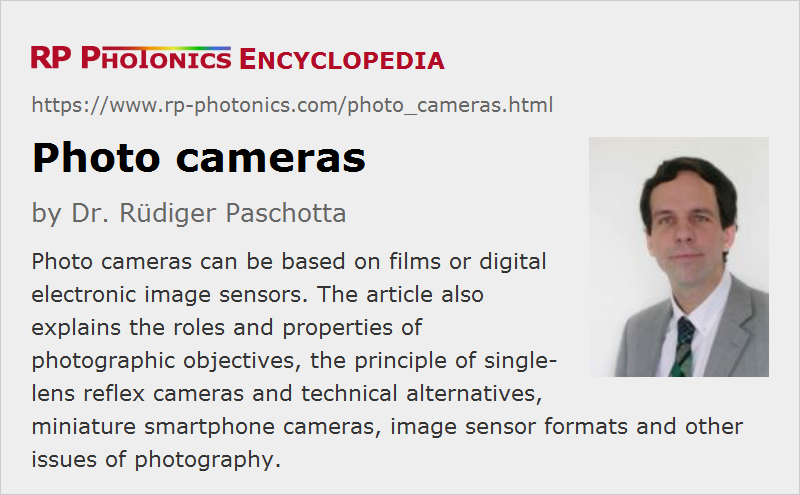 RP PHOTONICS ENCYCLOPEDIA
https://www.rp-photonics.com/photo_cameras.html
Photo cameras
by Dr. Rüdiger Paschotta
Photo cameras can be based on films or digital
electronic image sensors. The article also
explains the roles and properties of
photographic objectives, the principle of single-
lens reflex cameras and technical alternatives,
miniature smartphone cameras, image sensor formats and other
issues of photography.